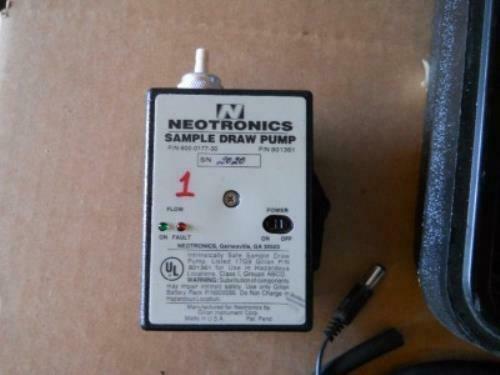 N
NEOTRONICS
SAMPLE DRAW PUMP
P/N 600-0177-30 P/N 801361
S/N 2020
1
FLOW POWER
ON FAULT ON OFF
NEOTRONICS, Gainesville, GA 30503
UL
Intrinsically Safe Sample Draw
Pump. Listed 17G9 Gilian P/N
801361 for Use in Hazardous
Locations, Class I, Groups ABCD.
WARNING: Substitution of components
may impair intrinsic safety. Use only Gilian
Battery Pack Do Not Charge in
Hazardous Location.
Manufactured for Neotronics by
Gilian Instrument Corp.
Made in U.S.A. Pat. Pend.